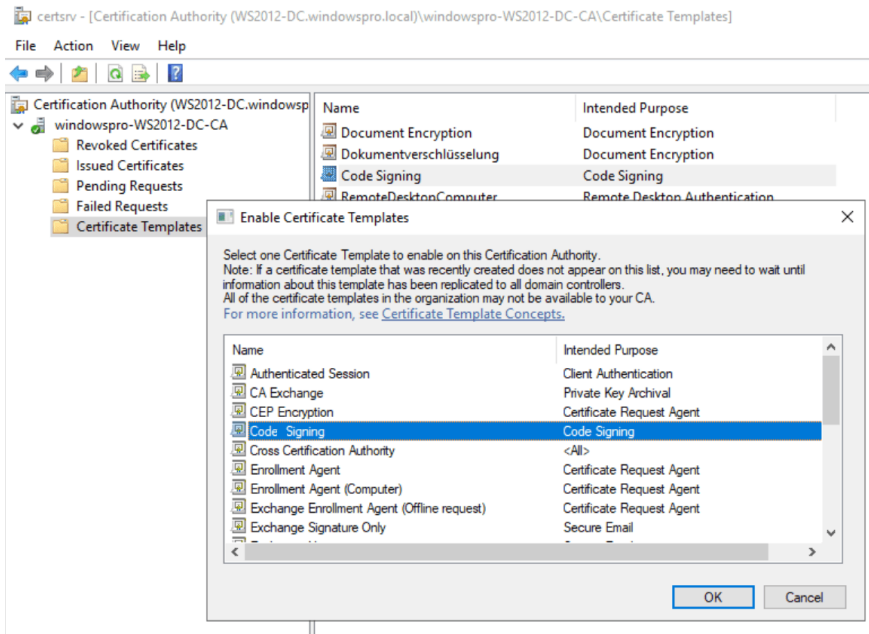 certsrv - [Certification Authority (WS2012-DC.windowspro.local)\windowspro-WS2012-DC-CA\Certificate Templates]
File Action View Help
Certification Authority (WS2012-DC.windowsp
windowspro-WS2012-DC-CA
Revoked Certificates
Issued Certificates
Pending Requests
Failed Requests
Certificate Templates
Name Intended Purpose
Document Encryption Document Encryption
Dokumentverschlüsselung Document Encryption
Code Signing Code Signing
RemoteDesktopComputer Remote Desktop Authentication
Enable Certificate Templates
Select one Certificate Template to enable on this Certification Authority.
Note: If a certificate template that was recently created does not appear on this list, you may need to wait until
information about this template has been replicated to all domain controllers.
All of the certificate templates in the organization may not be available to your CA.
For more information, see Certificate Template Concepts.
Name Intended Purpose
Authenticated Session Client Authentication
CA Exchange Private Key Archival
CEP Encryption Certificate Request Agent
Code Signing Code Signing
Cross Certification Authority <All>
Enrollment Agent Certificate Request Agent
Enrollment Agent (Computer) Certificate Request Agent
Exchange Enrollment Agent (Offline request) Certificate Request Agent
Exchange Signature Only Secure Email
OK Cancel